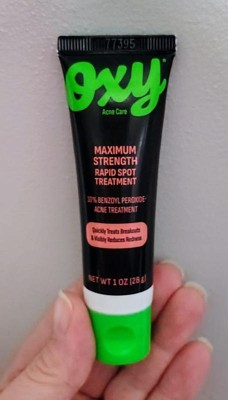 77395
Oxy
Acne Care
MAXIMUM
STRENGTH
RAPID SPOT
TREATMENT
10% BENZOYL PEROXIDE -
ACNE TREATMENT
Quickly Treats Breakouts
& Visibly Reduces Redness
NET WT 1 OZ (28 g)